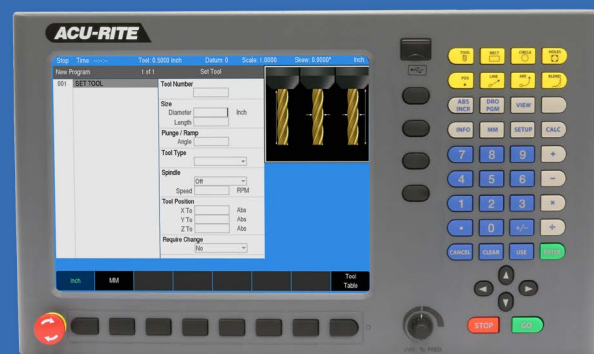 ACU-RITE
Stop Time --:--:-- Tool: 0.5000 Inch Datum: 0 Scale: 1.0000 Skew: 0.0000° Inch
New Program 1 of 1 Set Tool
001 SET TOOL
Tool Number
Size
Diameter Inch
Length
Plunge / Ramp
Angle
Tool Type
Spindle
Off
Speed RPM
Tool Position
X To Abs
Y To Abs
Z To Abs
Require Change
No
Inch MM Tool Table
TOOL RECT CIRCLE HOLES
POS LINE ARC BLEND
ABS INCR DRO PGM VIEW
INFO MM SETUP CALC
7 8 9 +
4 5 6 -
1 2 3 ×
. 0 +/- ÷
CANCEL CLEAR USE ENTER
STOP GO
% FEED